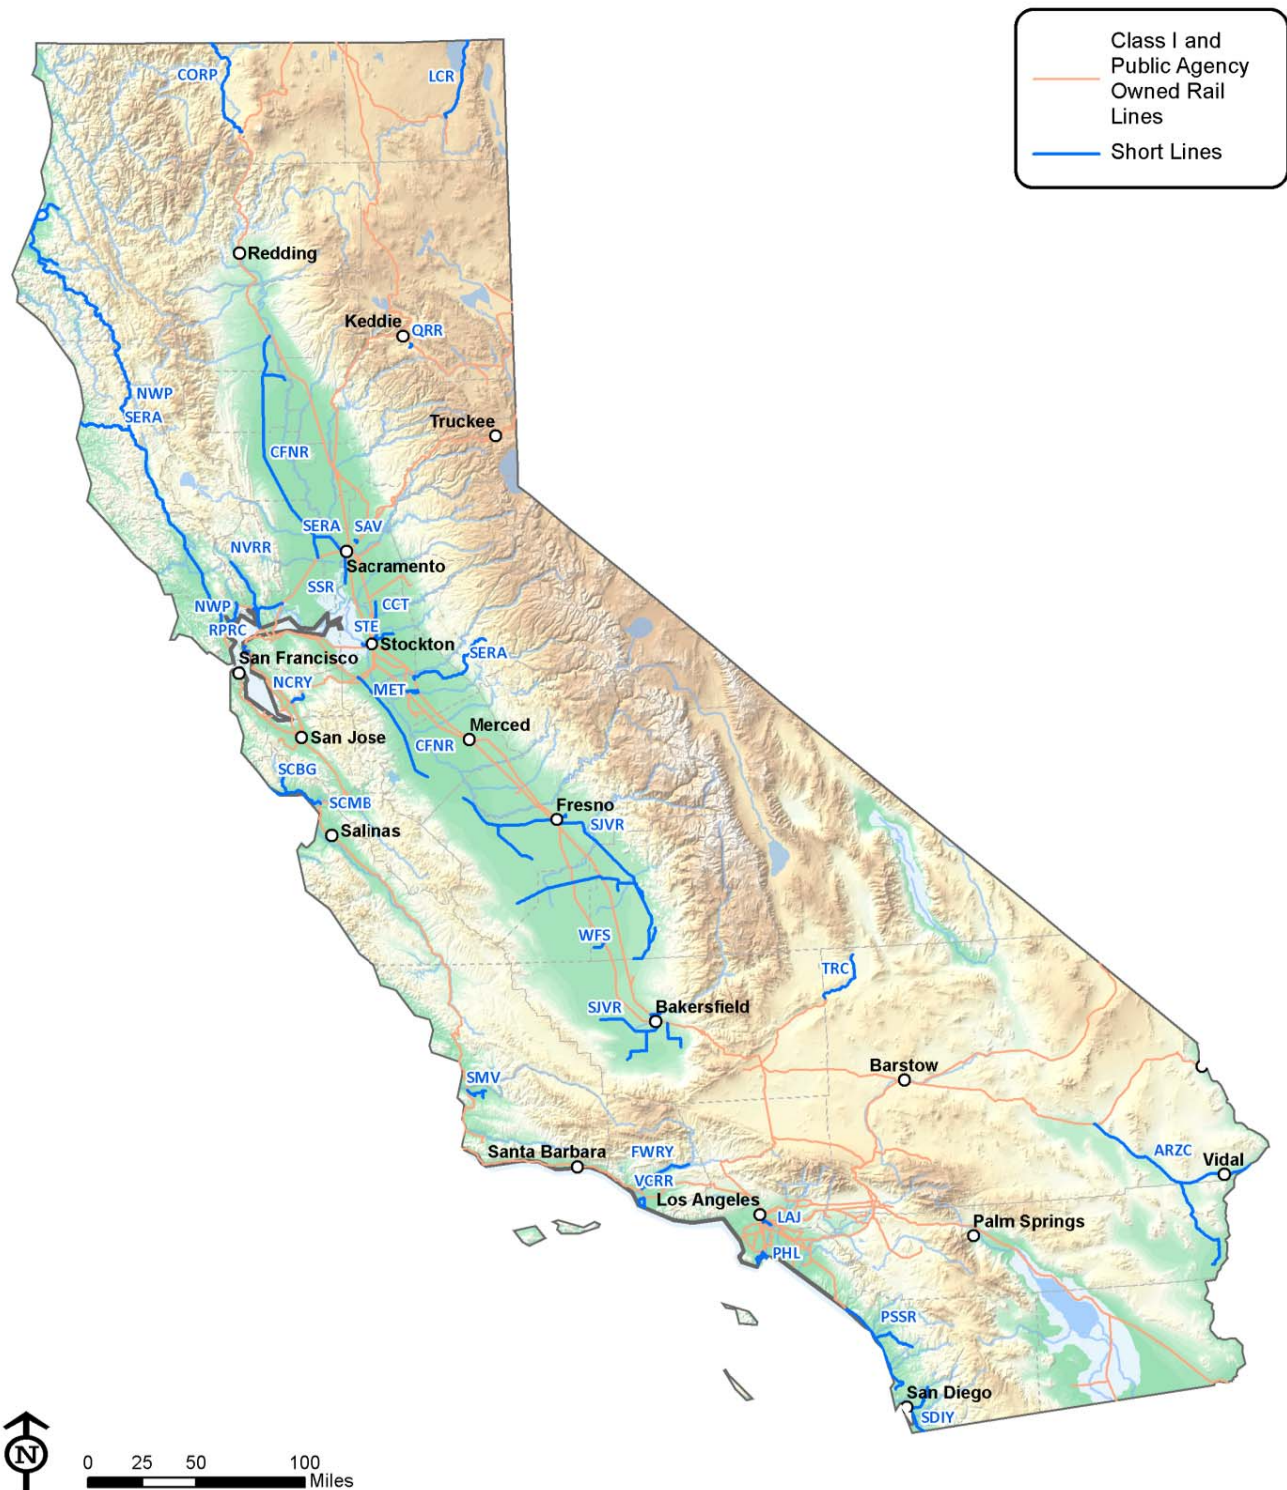 Class I and
Public Agency
Owned Rail
Lines
Short Lines
CORP
LCR
Redding
Keddie
QRR
NWP
SERA
Truckee
CFNR
SERA
SAV
Sacramento
NVRR
SSR
CCT
NWP
STE
RPRC
Stockton
San Francisco
SERA
NCRY
MET
Merced
San Jose
CFNR
SCBG
SCMB
Fresno
Salinas
SJVR
WFS
TRC
SJVR
Bakersfield
Barstow
SMV
Santa Barbara
FWRY
ARZC
Vidal
VCRR
Los Angeles
LAJ
Palm Springs
PHL
PSSR
San Diego
SDIY
N
0 25 50 100
Miles